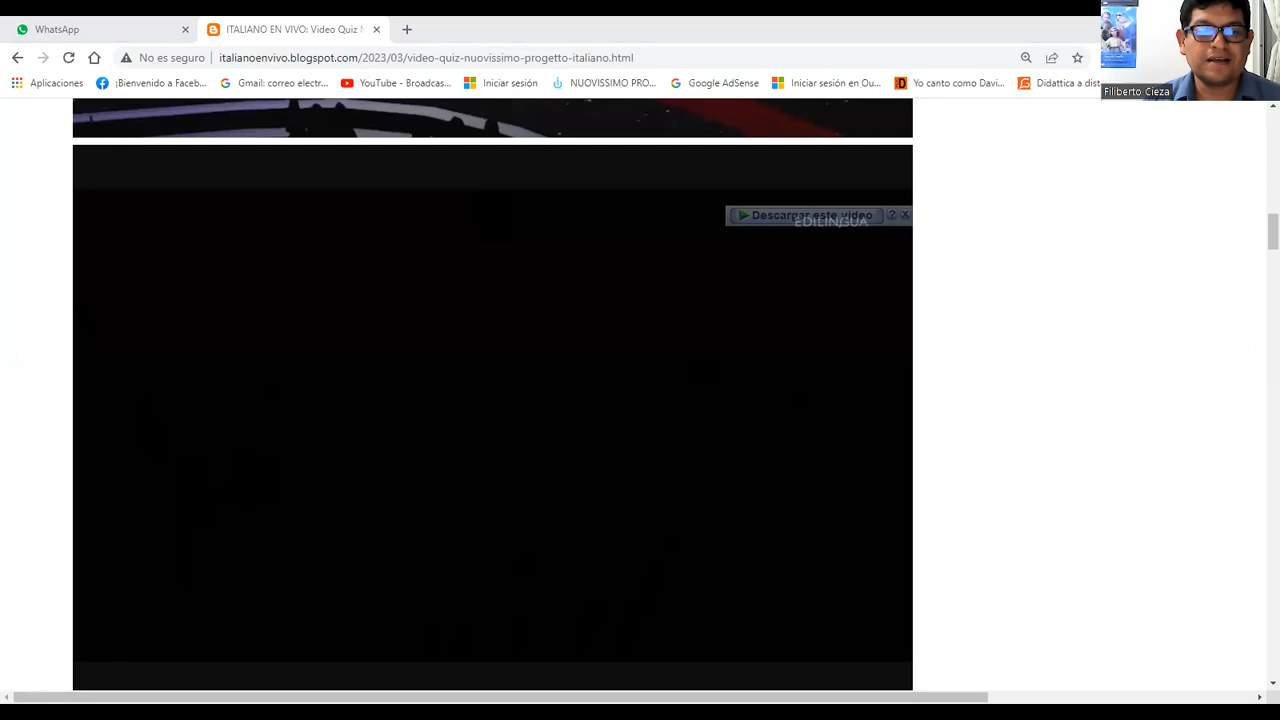 WhatsApp
ITALIANO EN VIVO: Video Quiz N
No es seguro
italianoenvivo.blogspot.com/2023/03/video-quiz-nuovissimo-progetto-italiano.html
Aplicaciones
¡Bienvenido a Faceb...
Gmail: correo electr...
YouTube - Broadcas...
Iniciar sesión
NUOVISSIMO PRO...
Google AdSense
Iniciar sesión en Ou...
Yo canto como Davi...
Didattica a dist
Filiberto Cieza
Descargar este video
?
EDILINGUA